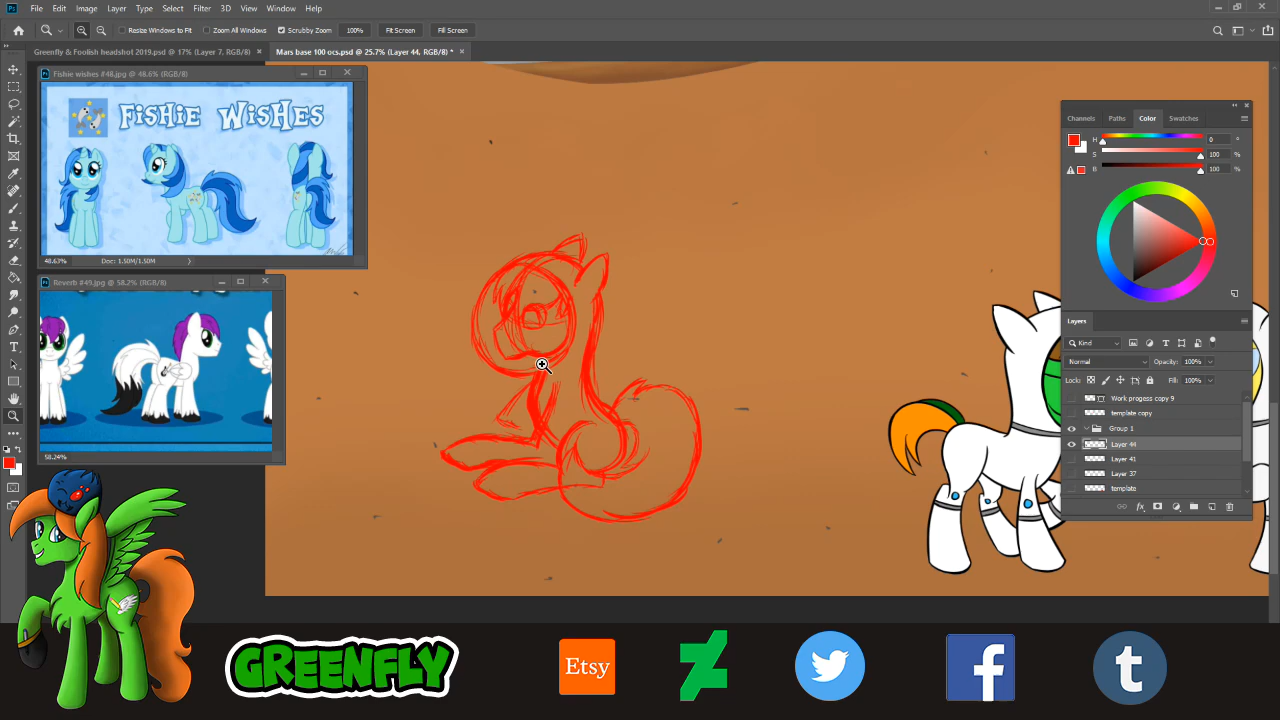 Ps File Edit Image Layer Type Select Filter 3D View Window Help
Resize Windows to Fit Zoom All Windows Scrubby Zoom 100% Fit Screen Fill Screen
Greenfly & Foolish headshot 2019.psd @ 17% (Layer 7, RGB/8) × Mars base 100 ocs.psd @ 25.7% (Layer 44, RGB/8) * ×
Fishie wishes #48.jpg @ 48.6% (RGB/8)
FiSHiE WiSHES
48.63% Doc: 1.50M/1.50M
Reverb #49.jpg @ 58.2% (RGB/8)
58.24%
Channels Paths Color Swatches
H 0 °
S 100 %
B 100 %
Layers
Kind
Normal Opacity: 100%
Lock: Fill: 100%
Work progess copy 9
template copy
Group 1
Layer 44
Layer 41
Layer 37
template
GREENFLY
Etsy
f
t